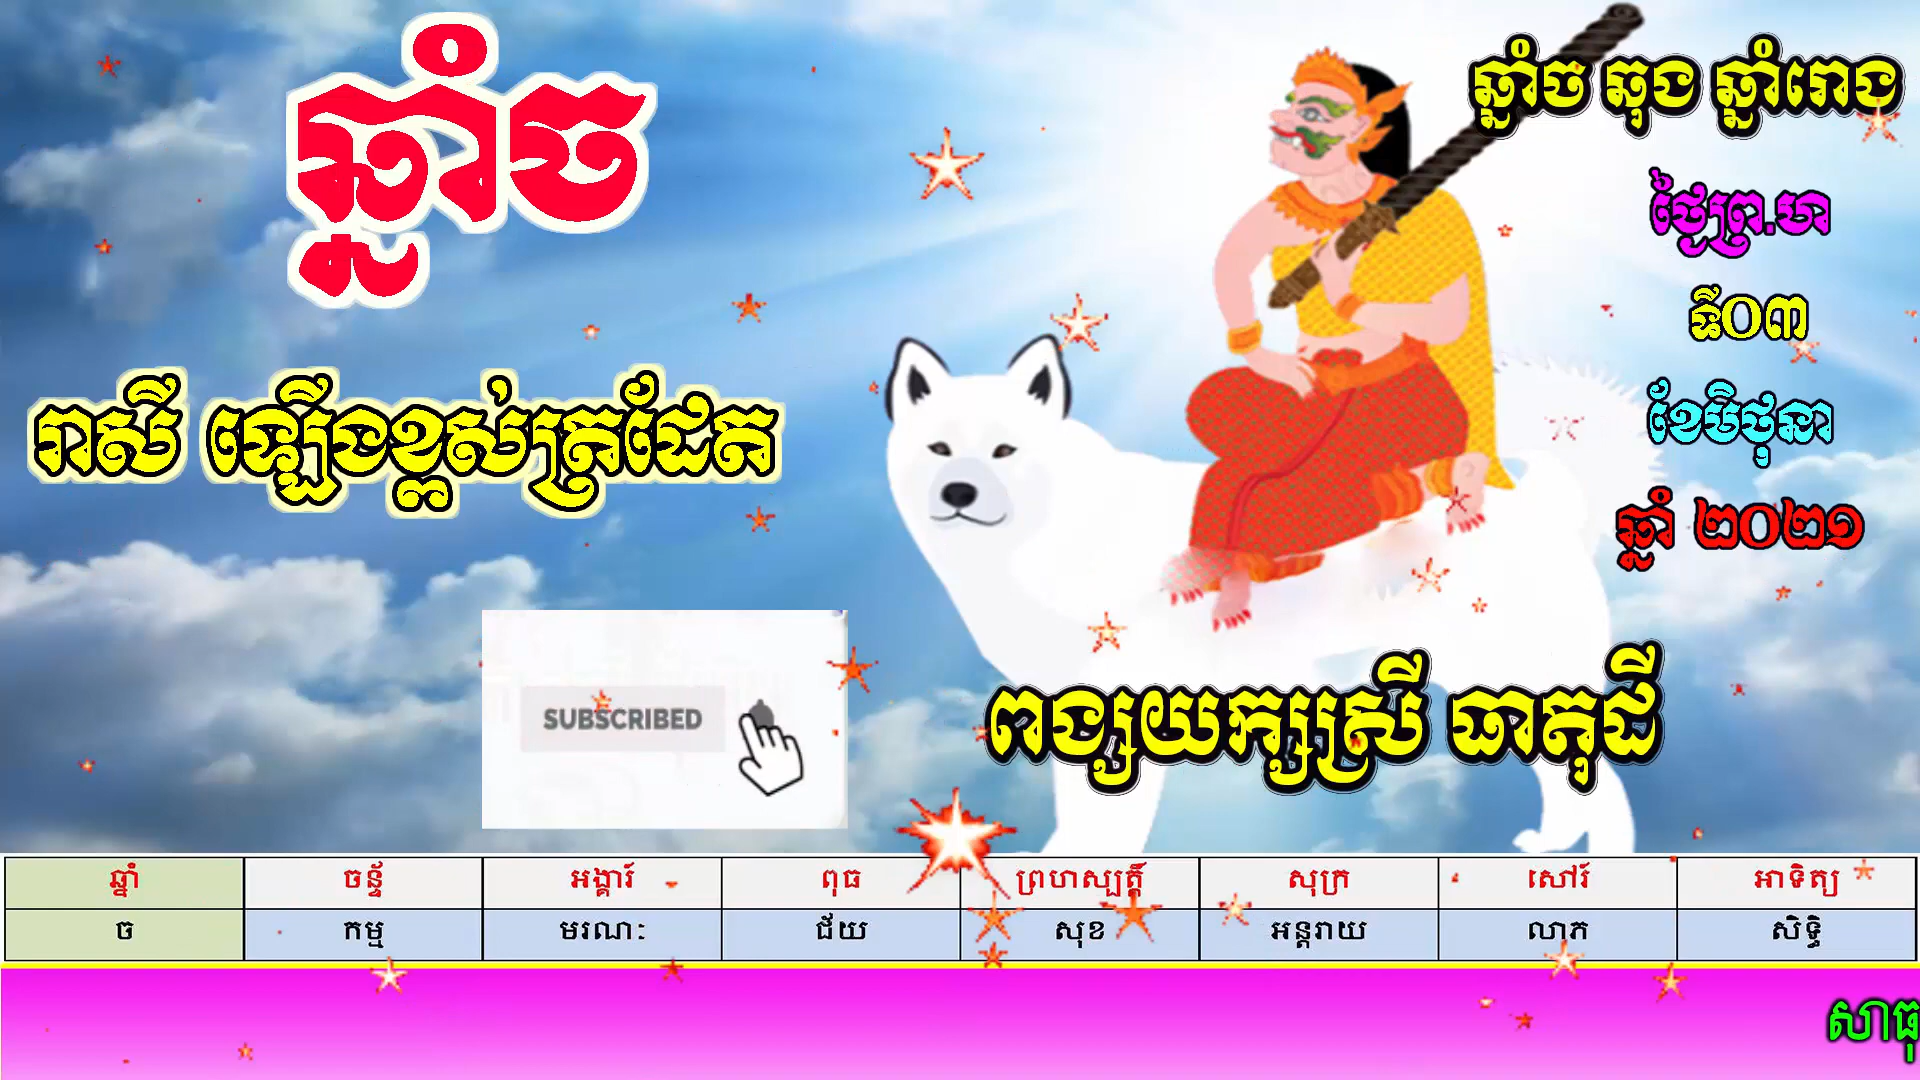 ឆ្នាំច
រាសី ឡើងខ្ពស់ត្រដែត
ឆ្នាំច ឆុង ឆ្នាំរោង
ថ្ងៃព្រ.ហ
ទី០៣
ខែមិថុនា
ឆ្នាំ ២០២១
SUBSCRIBED
ពង្សយក្សស្រី ធាតុដី
ឆ្នាំ ចន្ទ័ អង្គារ៍ ពុធ ព្រហស្បត្តិ៍ សុក្រ សៅរ៍ អាទិត្យ
ច កម្ម មរណៈ ជ័យ សុខ អន្តរាយ លាភ សិទ្ធិ
សាធុ